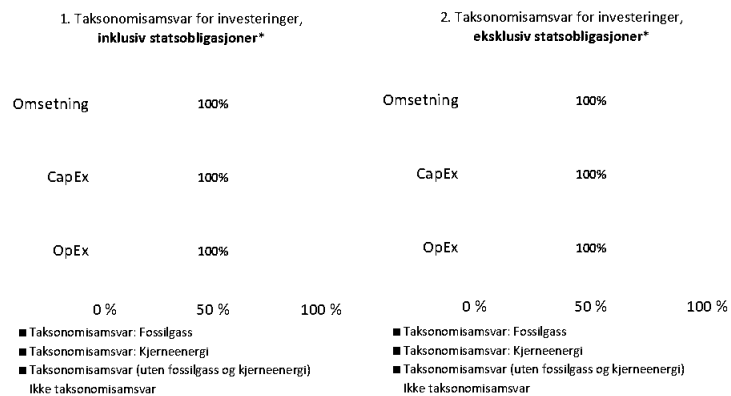 1. Taksonomisamsvar for investeringer,
inklusiv statsobligasjoner*
Omsetning 100%
CapEx 100%
OpEx 100%
0 % 50 % 100 %
■ Taksonomisamsvar: Fossilgass
■ Taksonomisamsvar: Kjerneenergi
■ Taksonomisamsvar (uten fossilgass og kjerneenergi)
Ikke taksonomisamsvar
2. Taksonomisamsvar for investeringer,
eksklusiv statsobligasjoner*
Omsetning 100%
CapEx 100%
OpEx 100%
0 % 50 % 100 %
■ Taksonomisamsvar: Fossilgass
■ Taksonomisamsvar: Kjerneenergi
■ Taksonomisamsvar (uten fossilgass og kjerneenergi)
Ikke taksonomisamsvar